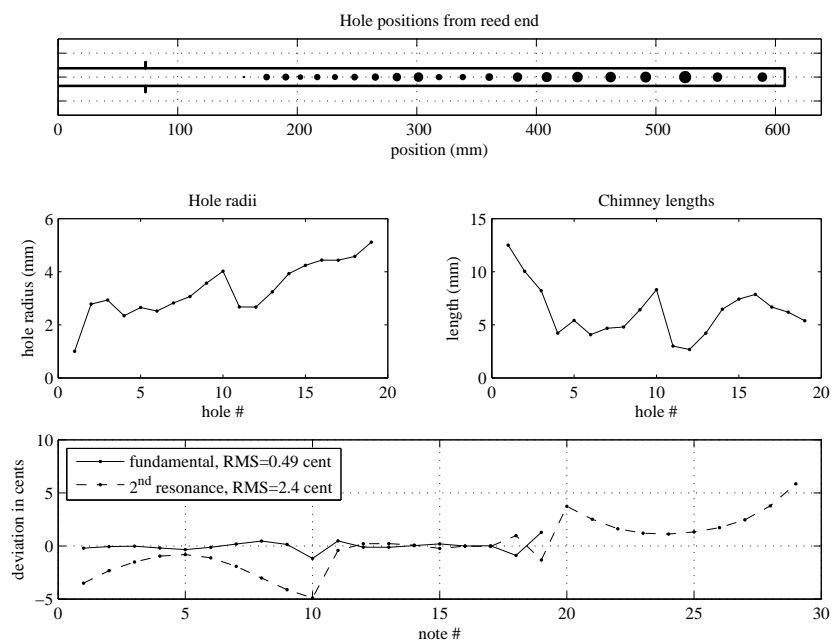 Hole positions from reed end
0 100 200 300 400 500 600
position (mm)
Hole radii
6
4
2
0
hole radius (mm)
0 5 10 15 20
hole #
Chimney lengths
15
10
5
0
length (mm)
0 5 10 15 20
hole #
10
5
0
−5
deviation in cents
fundamental, RMS=0.49 cent
2nd resonance, RMS=2.4 cent
0 5 10 15 20 25 30
note #